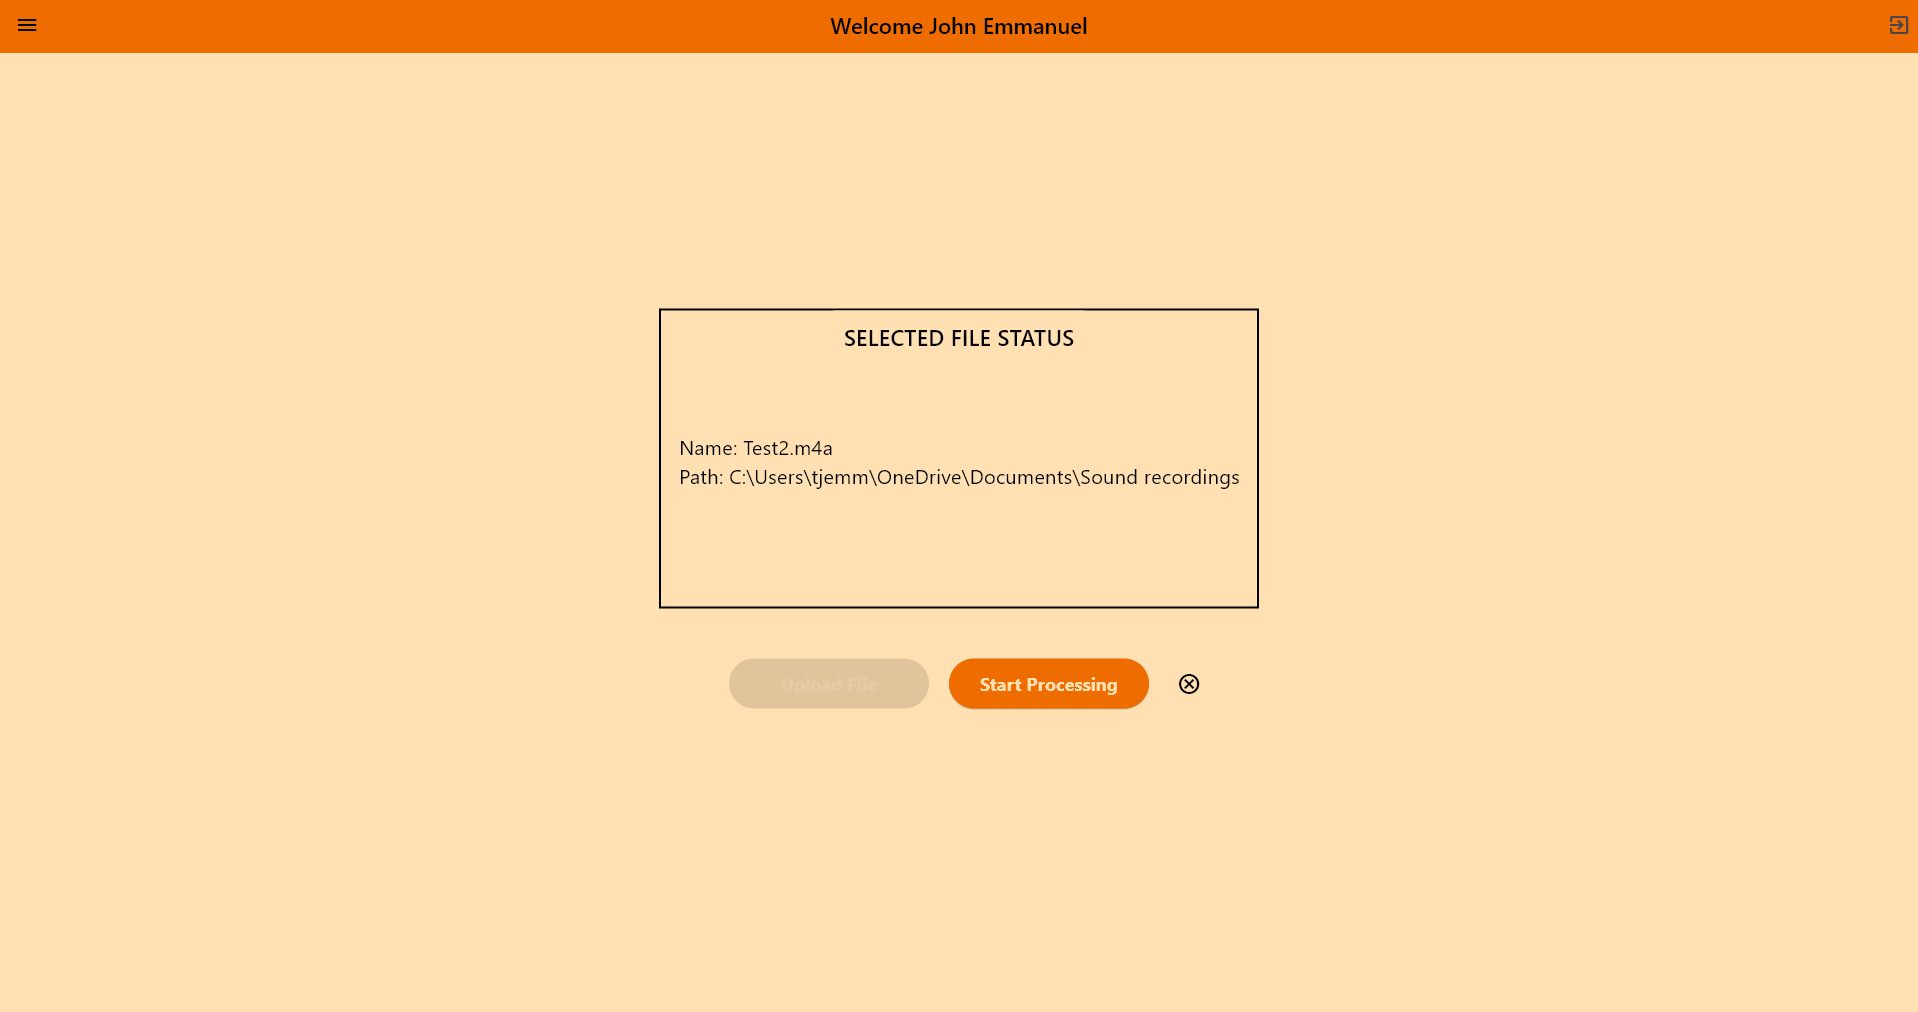 Welcome John Emmanuel
SELECTED FILE STATUS
Name: Test2.m4a
Path: C:\Users\tjemm\OneDrive\Documents\Sound recordings
Upload File
Start Processing